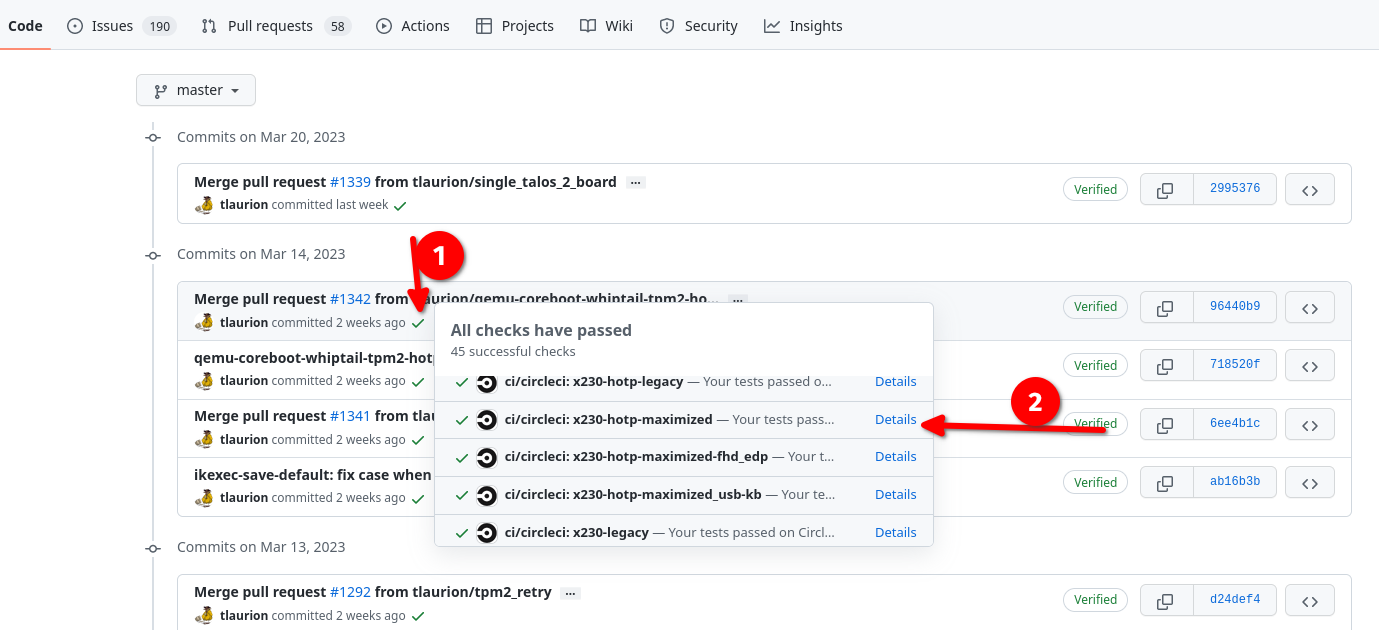 Code Issues 190 Pull requests 58 Actions Projects Wiki Security Insights
master
Commits on Mar 20, 2023
Merge pull request #1339 from tlaurion/single_talos_2_board ...
Verified 2995376 <>
tlaurion committed last week
Commits on Mar 14, 2023
1
Merge pull request #1342 from tlaurion/qemu-coreboot-whiptail-tpm2-ho... ...
Verified 96440b9 <>
tlaurion committed 2 weeks ago
All checks have passed
45 successful checks
ci/circleci: x230-hotp-legacy — Your tests passed o... Details
ci/circleci: x230-hotp-maximized — Your tests pass... Details
ci/circleci: x230-hotp-maximized-fhd_edp — Your t... Details
ci/circleci: x230-hotp-maximized_usb-kb — Your te... Details
ci/circleci: x230-legacy — Your tests passed on Circl... Details
2
qemu-coreboot-whiptail-tpm2-hotp
Verified 718520f <>
tlaurion committed 2 weeks ago
Merge pull request #1341 from tlau
Verified 6ee4b1c <>
tlaurion committed 2 weeks ago
ikexec-save-default: fix case when
Verified ab16b3b <>
tlaurion committed 2 weeks ago
Commits on Mar 13, 2023
Merge pull request #1292 from tlaurion/tpm2_retry ...
Verified d24def4 <>
tlaurion committed 2 weeks ago